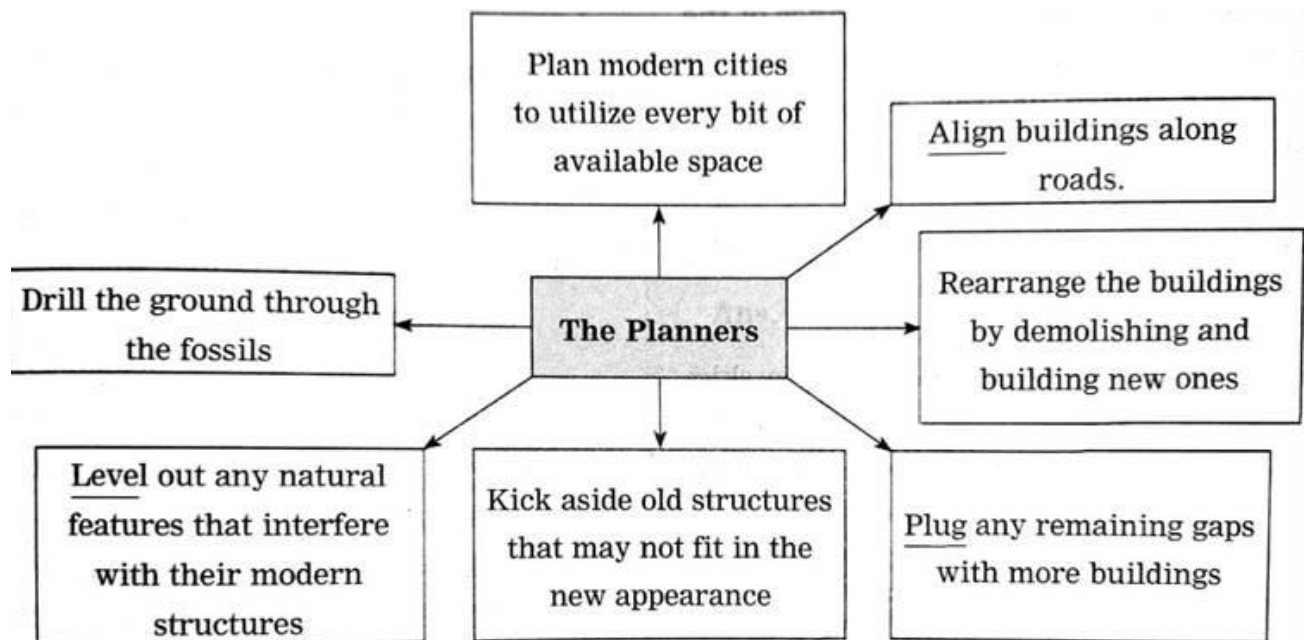 Plan modern cities
to utilize every bit of
available space
Align buildings along
roads.
Drill the ground through
the fossils
The Planners
Rearrange the buildings
by demolishing and
building new ones
Level out any natural
features that interfere
with their modern
structures
Kick aside old structures
that may not fit in the
new appearance
Plug any remaining gaps
with more buildings